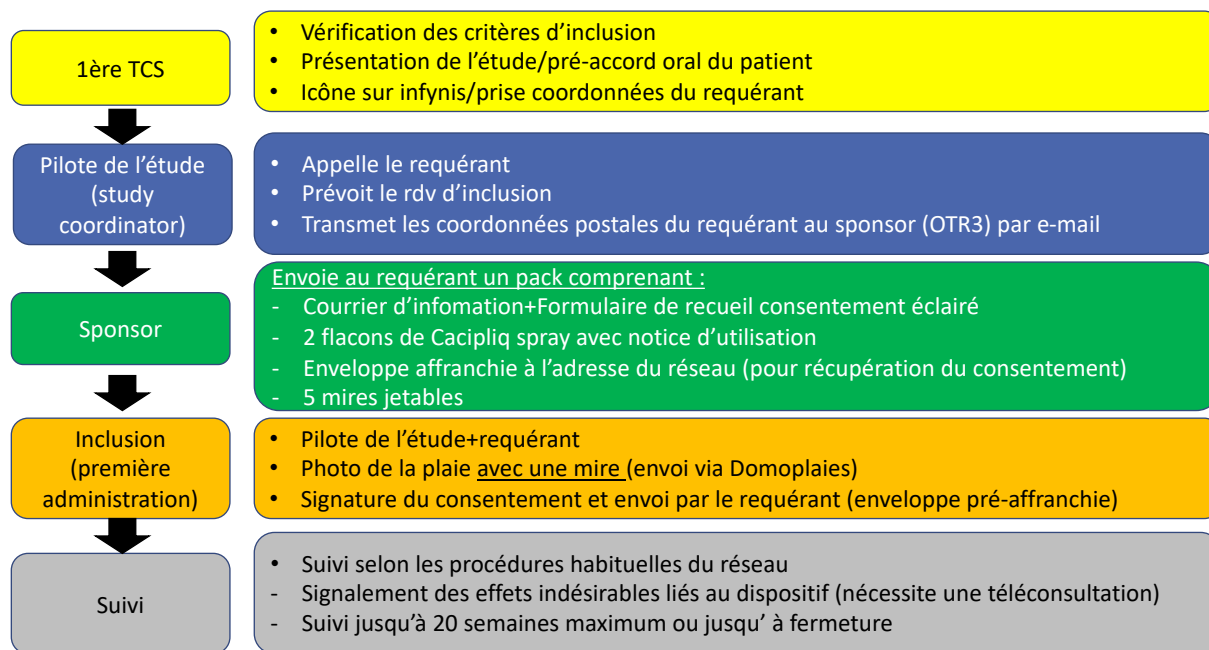 1ère TCS
• Vérification des critères d’inclusion
• Présentation de l’étude/pré-accord oral du patient
• Icône sur infynis/prise coordonnées du requérant
Pilote de l’étude
(study
coordinator)
• Appelle le requérant
• Prévoit le rdv d’inclusion
• Transmet les coordonnées postales du requérant au sponsor (OTR3) par e-mail
Sponsor
Envoie au requérant un pack comprenant :
- Courrier d’infomation+Formulaire de recueil consentement éclairé
- 2 flacons de Cacipliq spray avec notice d’utilisation
- Enveloppe affranchie à l’adresse du réseau (pour récupération du consentement)
- 5 mires jetables
Inclusion
(première
administration)
• Pilote de l’étude+requérant
• Photo de la plaie avec une mire (envoi via Domoplaies)
• Signature du consentement et envoi par le requérant (enveloppe pré-affranchie)
Suivi
• Suivi selon les procédures habituelles du réseau
- Signalement des effets indésirables liés au dispositif (nécessite une téléconsultation)
- Suivi jusqu’à 20 semaines maximum ou jusqu’ à fermeture